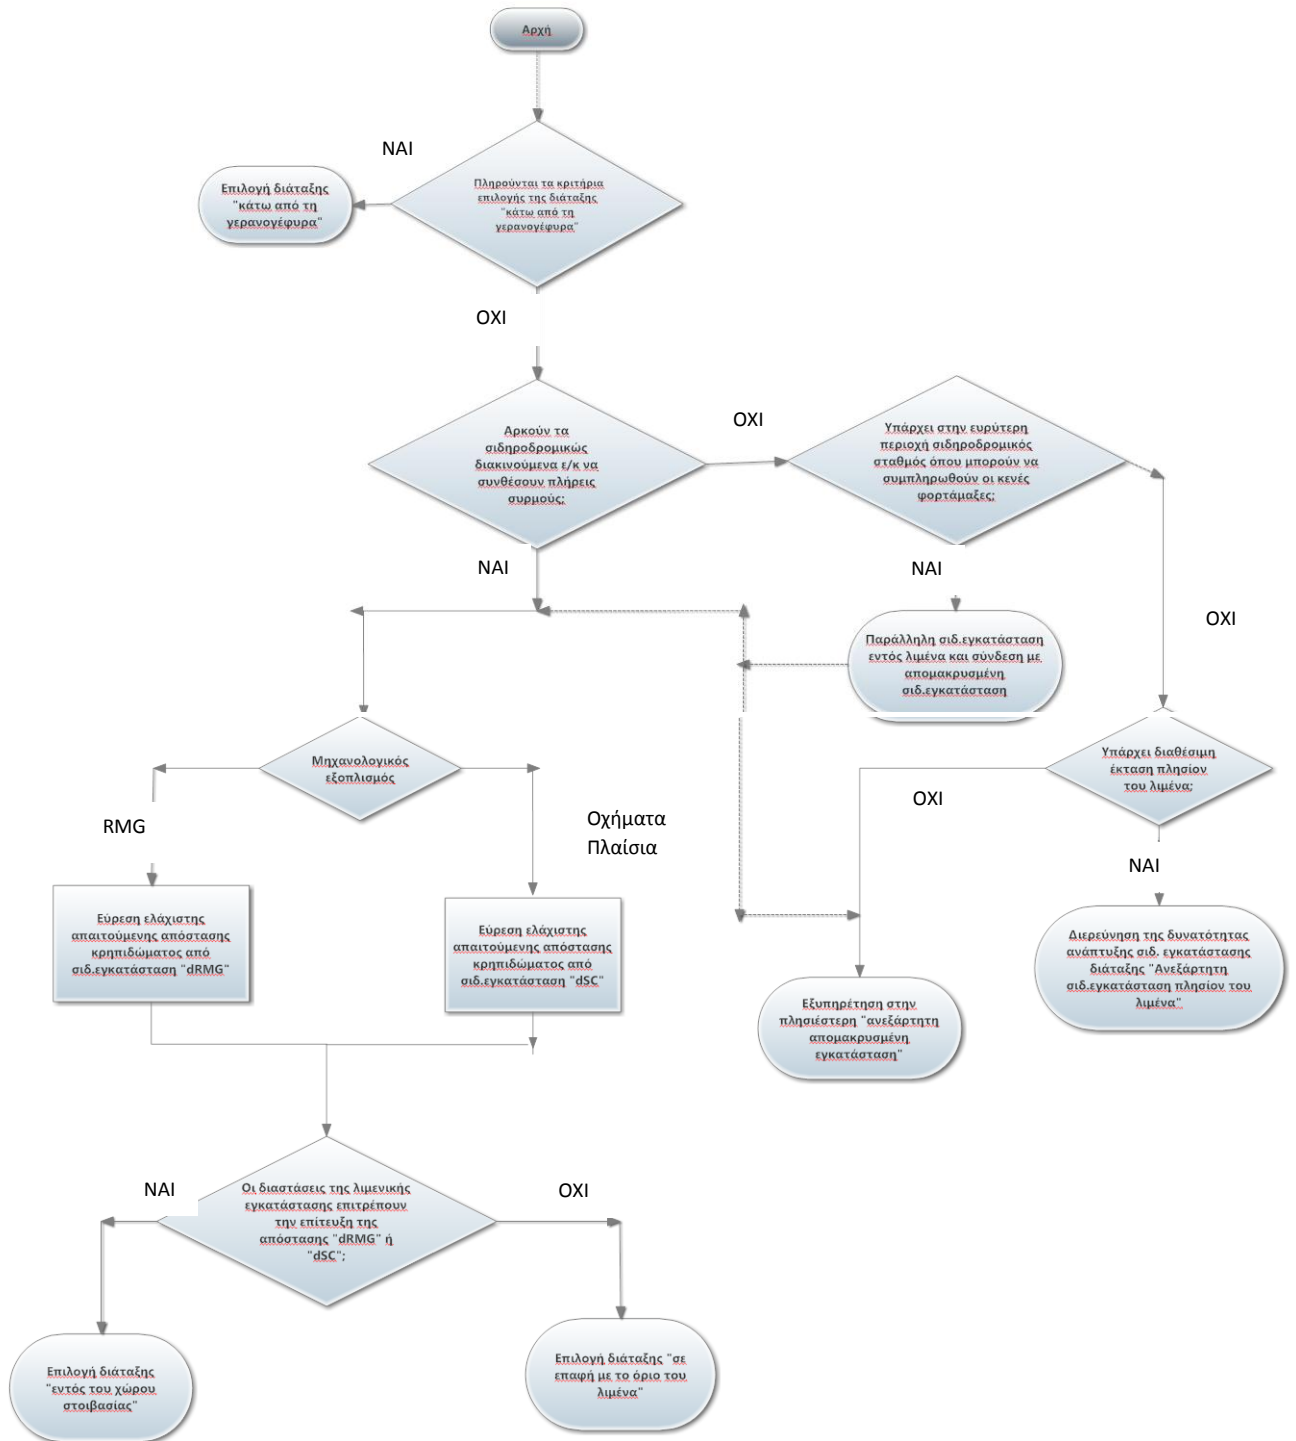 Αρχή
ΝΑΙ
Επιλογή διάταξης
"κάτω από τη
γερανογέφυρα"
Πληρούνται τα κριτήρια
επιλογής της διάταξης
"κάτω από τη
γερανογέφυρα"
ΟΧΙ
Αρκούν τα
σιδηροδρομικώς
διακινούμενα ε/κ να
συνθέσουν πλήρεις
συρμούς;
ΟΧΙ
Υπάρχει στην ευρύτερη
περιοχή σιδηροδρομικός
σταθμός όπου μπορούν να
συμπληρωθούν οι κενές
φορτάμαξες;
ΝΑΙ
ΝΑΙ
ΟΧΙ
Παράλληλη σιδ.εγκατάσταση
εντός λιμένα και σύνδεση με
απομακρυσμένη
σιδ.εγκατάσταση
Μηχανολογικός
εξοπλισμός
Υπάρχει διαθέσιμη
έκταση πλησίον
του λιμένα;
RMG
Οχήματα
Πλαίσια
ΟΧΙ
ΝΑΙ
Εύρεση ελάχιστης
απαιτούμενης απόστασης
κρηπιδώματος από
σιδ.εγκατάσταση "dRMG"
Εύρεση ελάχιστης
απαιτούμενης απόστασης
κρηπιδώματος από
σιδ.εγκατάσταση "dSC"
Διερεύνηση της δυνατότητας
ανάπτυξης σιδ. εγκατάστασης
διάταξης "Ανεξάρτητη
σιδ.εγκατάσταση πλησίον του
λιμένα"
Εξυπηρέτηση στην
πλησιέστερη "ανεξάρτητη
απομακρυσμένη
εγκατάσταση"
ΝΑΙ
Οι διαστάσεις της λιμενικής
εγκατάστασης επιτρέπουν
την επίτευξη της
απόστασης "dRMG" ή
"dSC";
ΟΧΙ
Επιλογή διάταξης
"εντός του χώρου
στοιβασίας"
Επιλογή διάταξης "σε
επαφή με το όριο του
λιμένα"